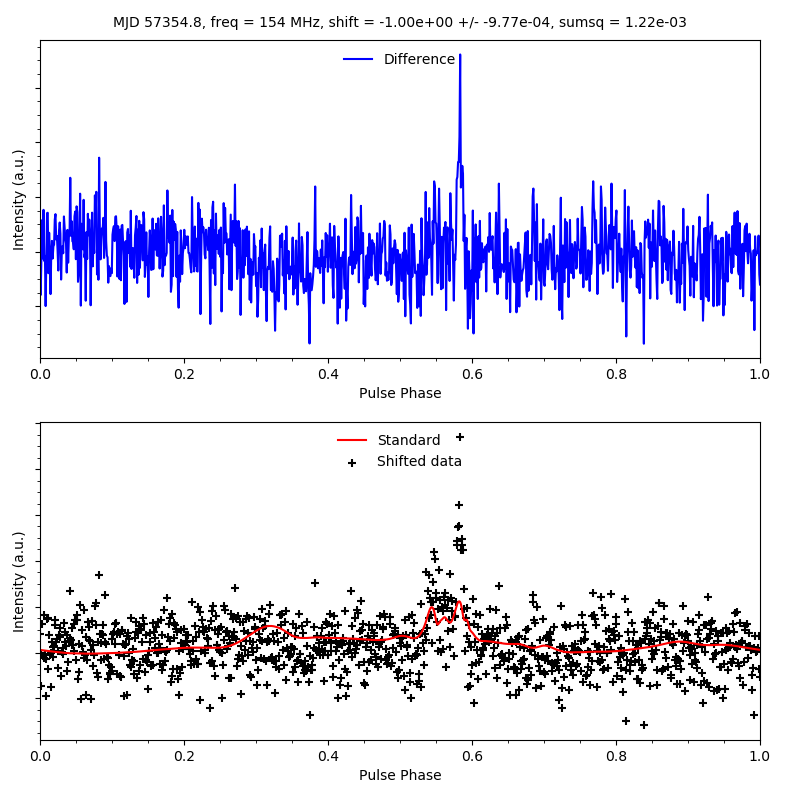 MJD 57354.8, freq = 154 MHz, shift = -1.00e+00 +/- -9.77e-04, sumsq = 1.22e-03
Difference
Intensity (a.u.)
0.0 0.2 0.4 0.6 0.8 1.0
Pulse Phase
Standard
Shifted data
Intensity (a.u.)
0.0 0.2 0.4 0.6 0.8 1.0
Pulse Phase